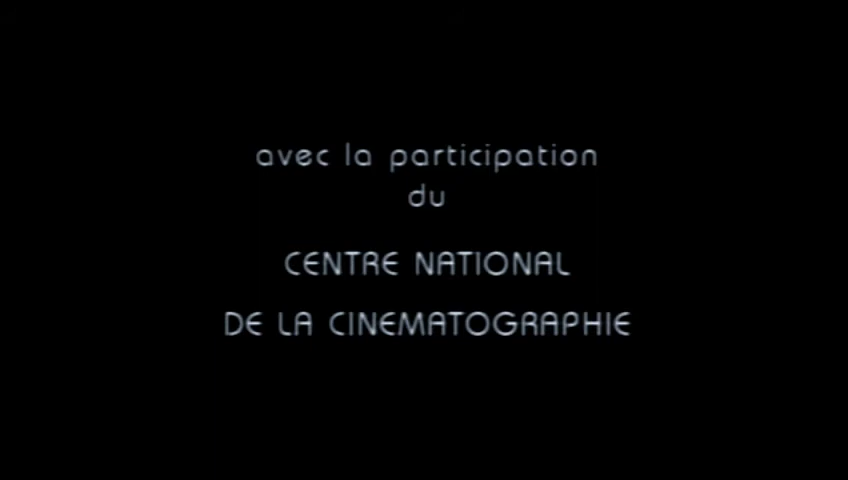 avec la participation
du
CENTRE NATIONAL
DE LA CINEMATOGRAPHIE